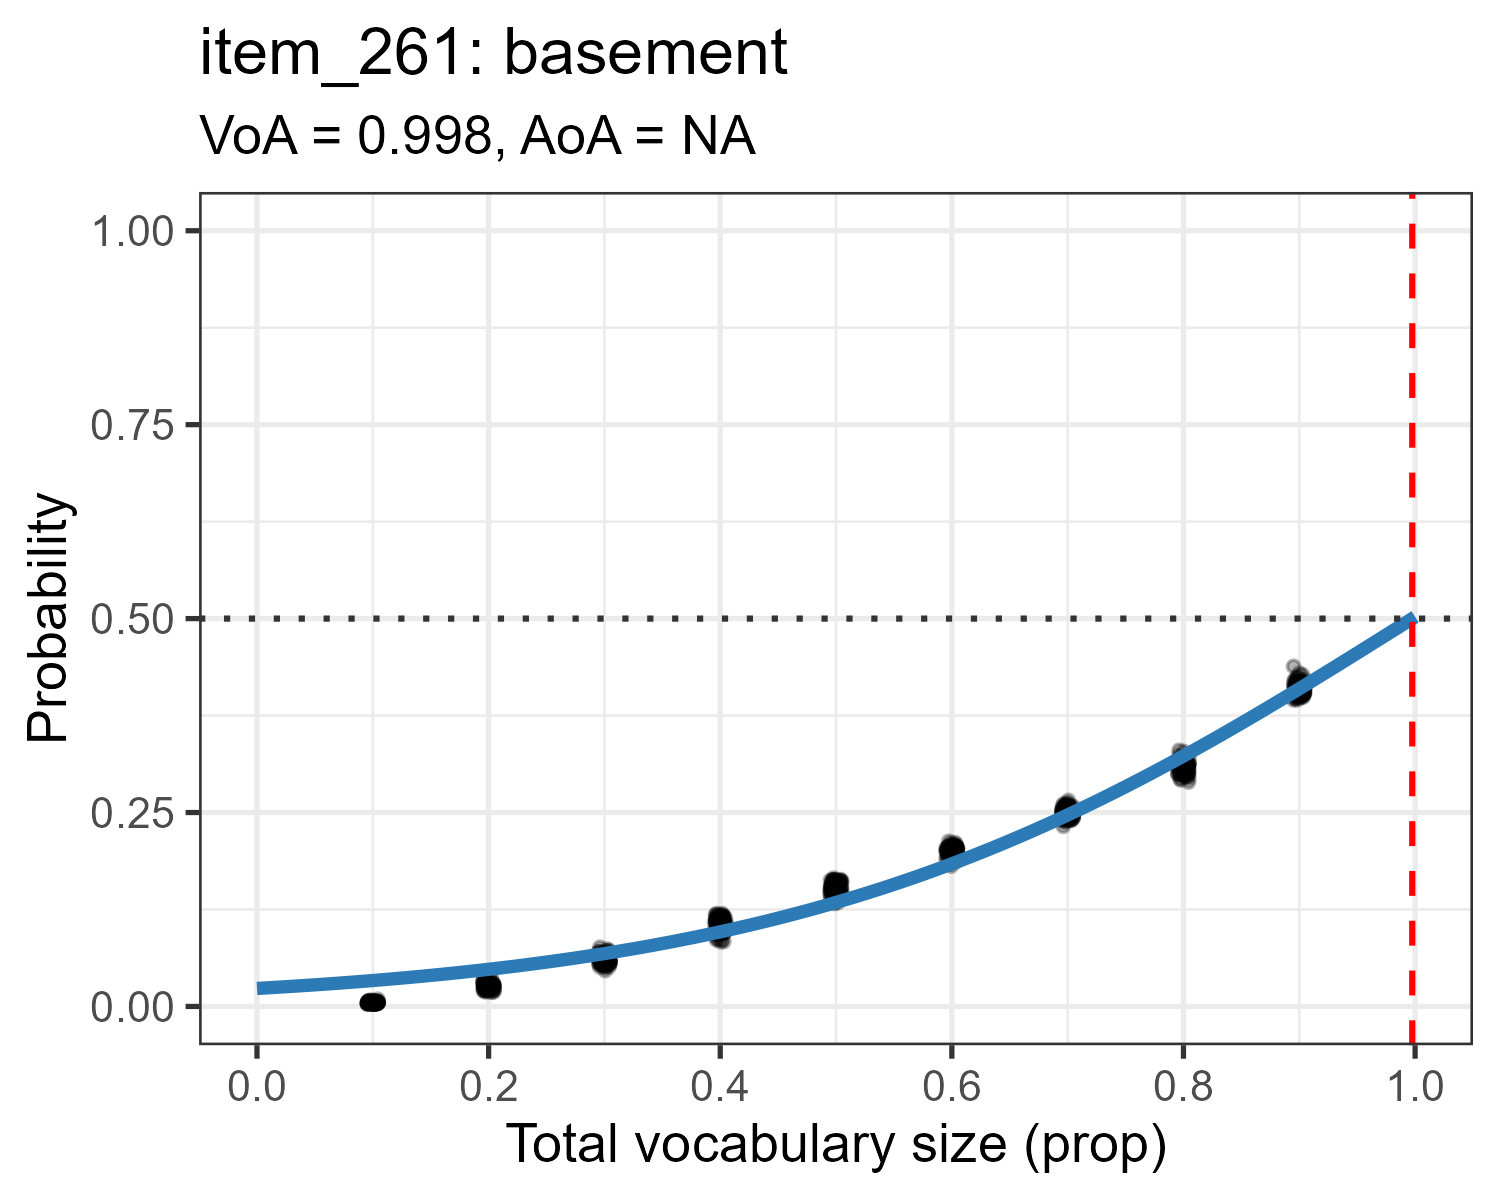 item_261: basement
VoA = 0.998, AoA = NA
Probability
1.00
0.75
0.50
0.25
0.00
0.0 0.2 0.4 0.6 0.8 1.0
Total vocabulary size (prop)